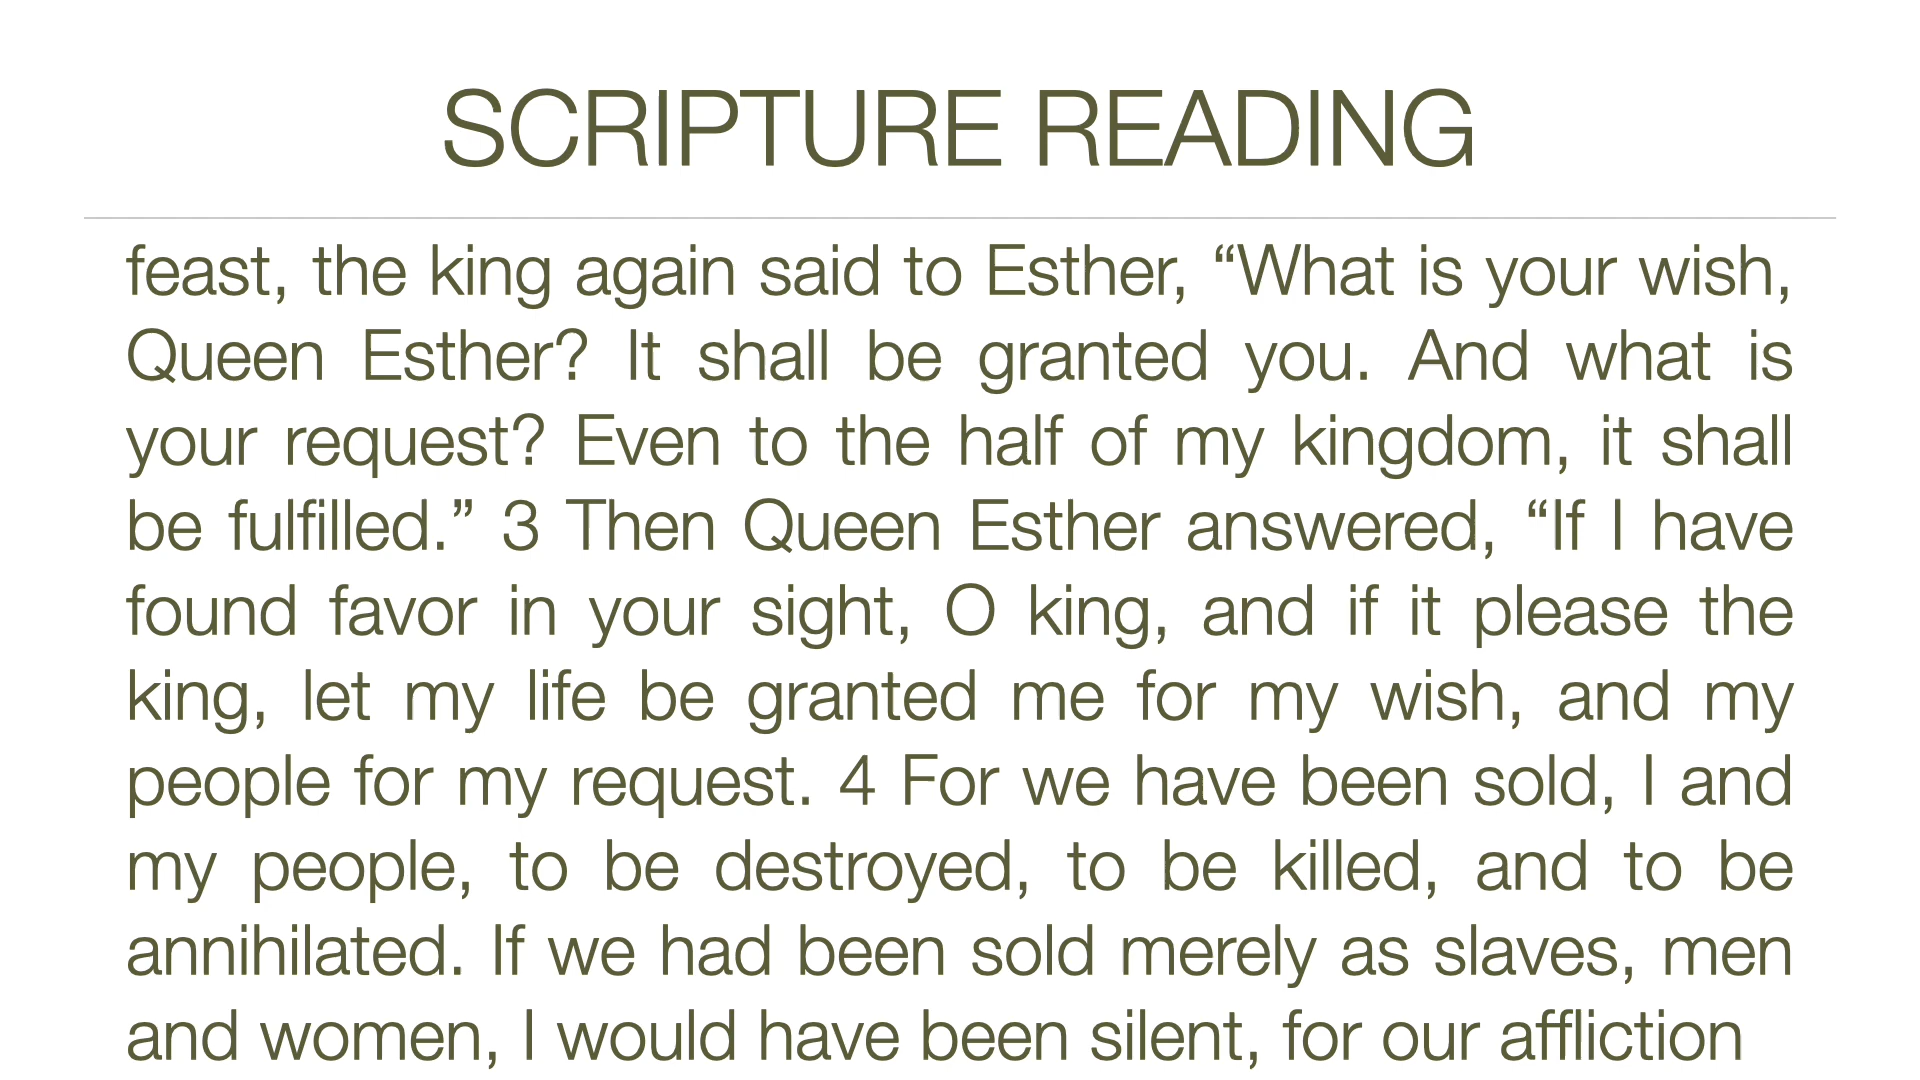 SCRIPTURE READING
feast, the king again said to Esther, “What is your wish,
Queen Esther? It shall be granted you. And what is
your request? Even to the half of my kingdom, it shall
be fulfilled.” 3 Then Queen Esther answered, “If I have
found favor in your sight, O king, and if it please the
king, let my life be granted me for my wish, and my
people for my request. 4 For we have been sold, I and
my people, to be destroyed, to be killed, and to be
annihilated. If we had been sold merely as slaves, men
and women, I would have been silent, for our affliction